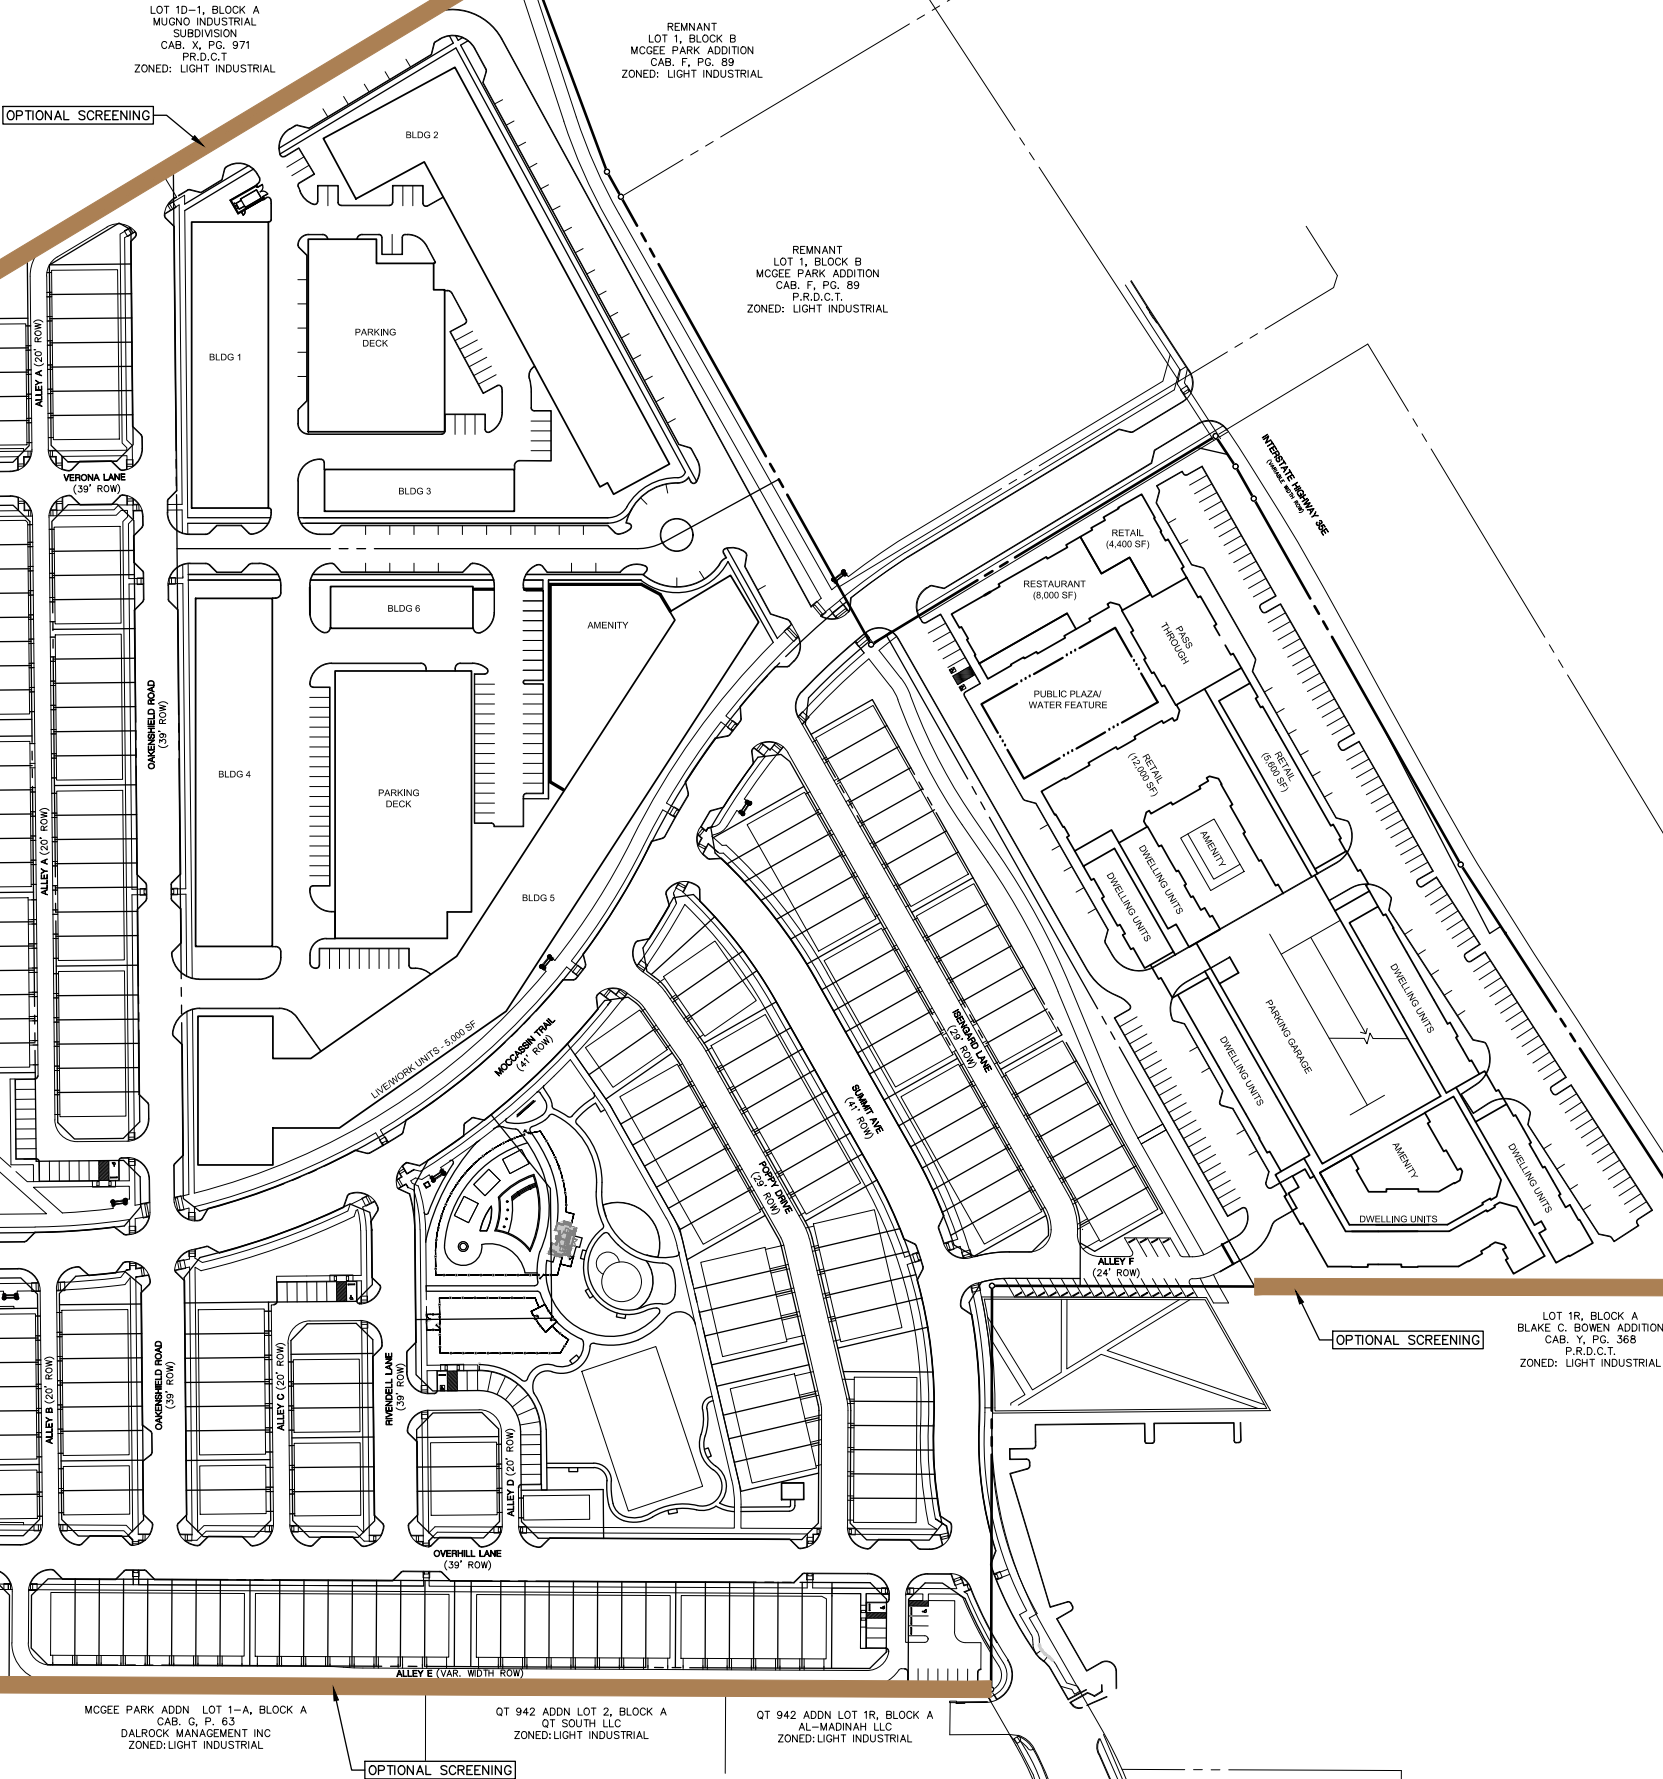 LOT 1D-1, BLOCK A
MUGNO INDUSTRIAL
SUBDIVISION
CAB. X, PG. 971
PR.D.C.T
ZONED: LIGHT INDUSTRIAL
REMNANT
LOT 1, BLOCK B
MCGEE PARK ADDITION
CAB. F, PG. 89
ZONED: LIGHT INDUSTRIAL
OPTIONAL SCREENING
BLDG 2
REMNANT
LOT 1, BLOCK B
MCGEE PARK ADDITION
CAB. F, PG. 89
P.R.D.C.T.
ZONED: LIGHT INDUSTRIAL
PARKING
DECK
BLDG 1
ALLEY A (20' ROW)
VERONA LANE
(39' ROW)
BLDG 3
INTERSTATE HIGHWAY 35E
(VARIABLE WIDTH ROW)
RETAIL
(4,400 SF)
RESTAURANT
(8,000 SF)
BLDG 6
AMENITY
PASS
THROUGH
PUBLIC PLAZA/
WATER FEATURE
OAKENSHIELD ROAD
(39' ROW)
BLDG 4
PARKING
DECK
RETAIL
(12,000 SF)
RETAIL
(5,600 SF)
ALLEY A (20' ROW)
AMENITY
DWELLING UNITS
DWELLING UNITS
BLDG 5
DWELLING UNITS
PARKING GARAGE
LIVE/WORK UNITS - 5,000 SF
MOCCASSIN TRAIL
(41' ROW)
ISENGARD LANE
(29' ROW)
DWELLING UNITS
SUMMIT AVE
(41' ROW)
POPPY DRIVE
(29' ROW)
AMENITY
DWELLING UNITS
DWELLING UNITS
ALLEY F
(24' ROW)
OPTIONAL SCREENING
LOT 1R, BLOCK A
BLAKE C. BOWEN ADDITION
CAB. Y, PG. 368
P.R.D.C.T.
ZONED: LIGHT INDUSTRIAL
ALLEY B (20' ROW)
OAKENSHIELD ROAD
(39' ROW)
ALLEY C (20' ROW)
RIVENDELL LANE
(39' ROW)
ALLEY D (20' ROW)
OVERHILL LANE
(39' ROW)
ALLEY E (VAR. WIDTH ROW)
MCGEE PARK ADDN LOT 1-A, BLOCK A
CAB. G, P. 63
DALROCK MANAGEMENT INC
ZONED: LIGHT INDUSTRIAL
QT 942 ADDN LOT 2, BLOCK A
QT SOUTH LLC
ZONED: LIGHT INDUSTRIAL
QT 942 ADDN LOT 1R, BLOCK A
AL-MADINAH LLC
ZONED: LIGHT INDUSTRIAL
OPTIONAL SCREENING